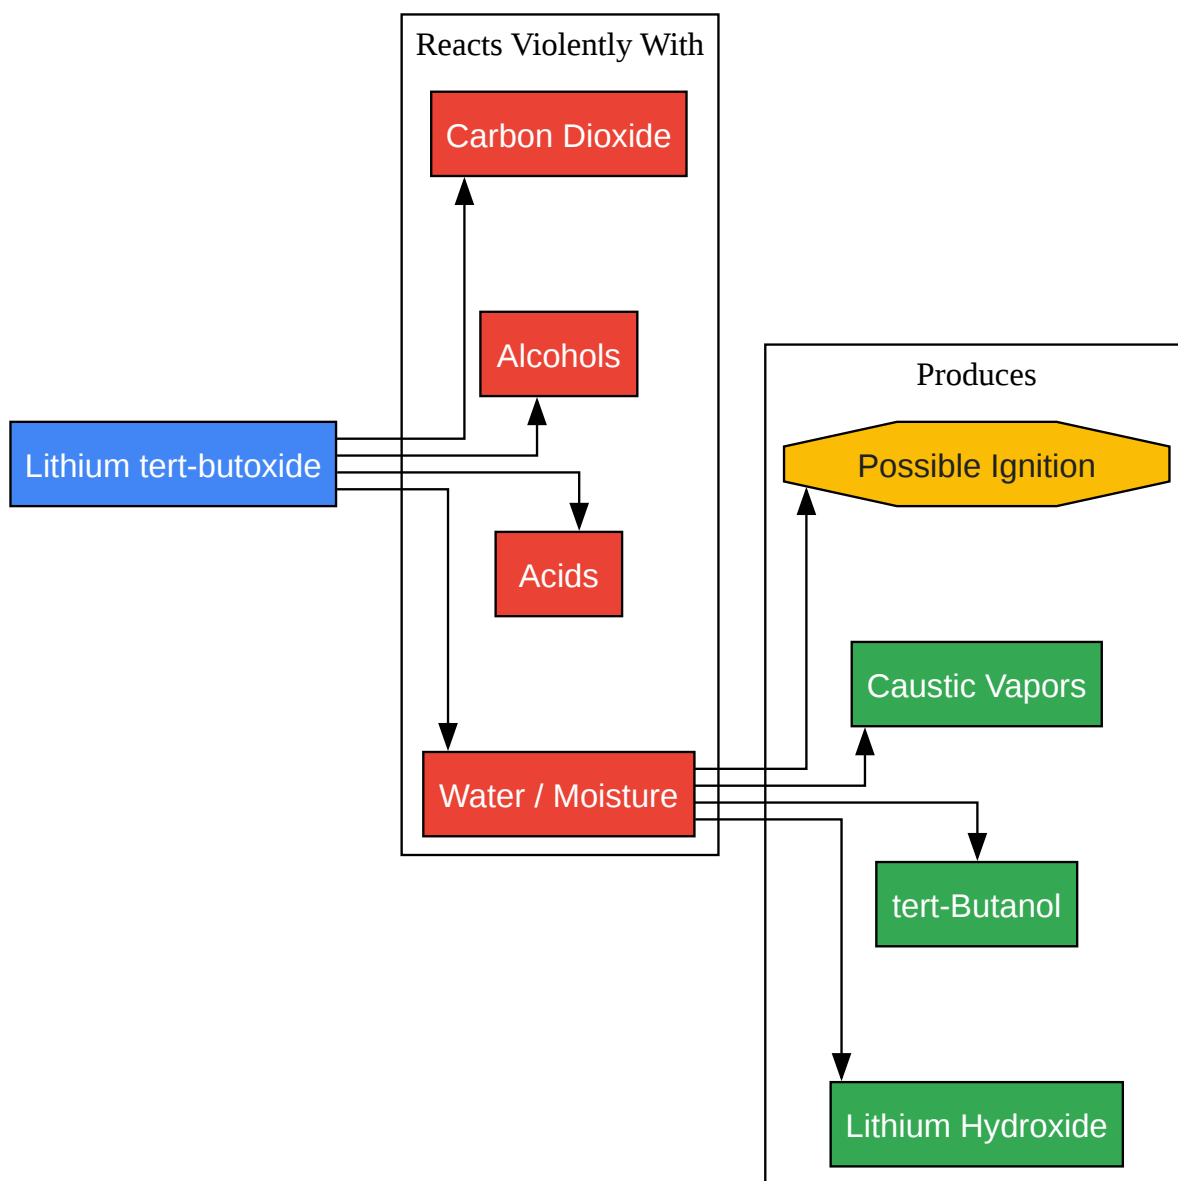 Reacts Violently With
Carbon Dioxide
Alcohols
Lithium tert-butoxide
Acids
Water / Moisture
Produces
Possible Ignition
Caustic Vapors
tert-Butanol
Lithium Hydroxide